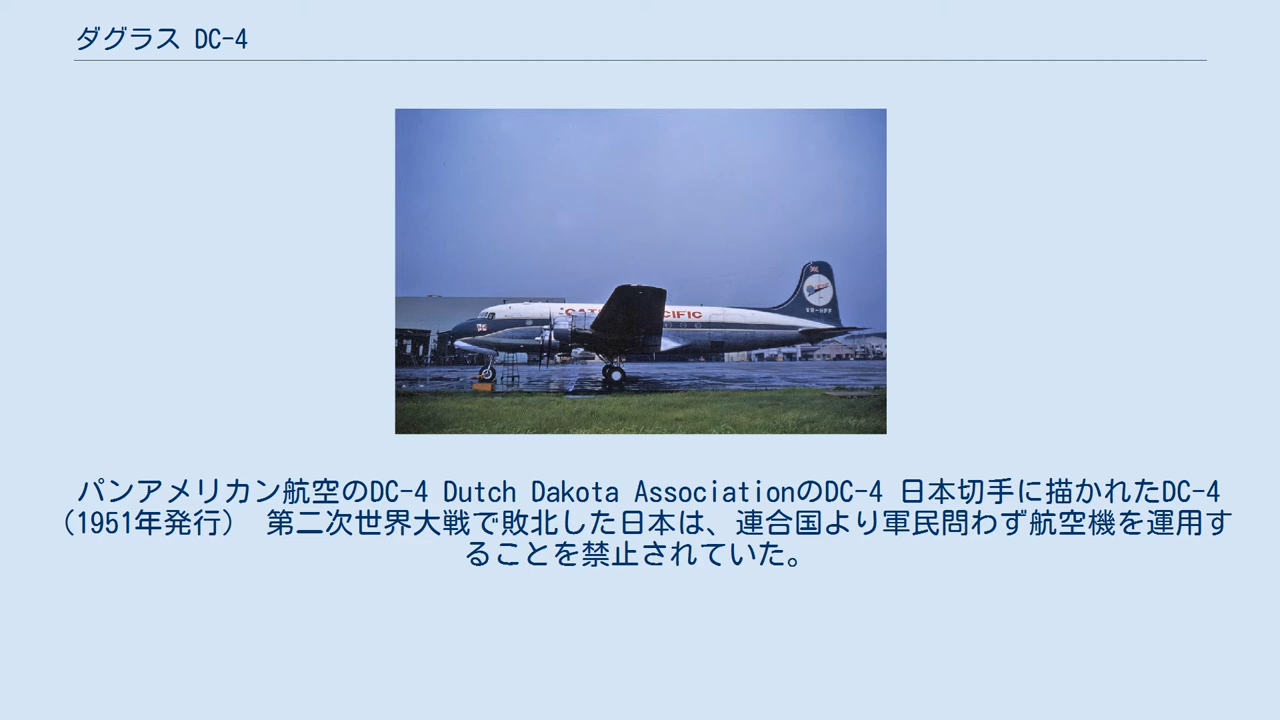 ダグラス DC-4
CIFIC
VR-HFF
パンアメリカン航空のDC-4 Dutch Dakota AssociationのDC-4 日本切手に描かれたDC-4
（1951年発行） 第二次世界大戦で敗北した日本は、連合国より軍民問わず航空機を運用す
ることを禁止されていた。